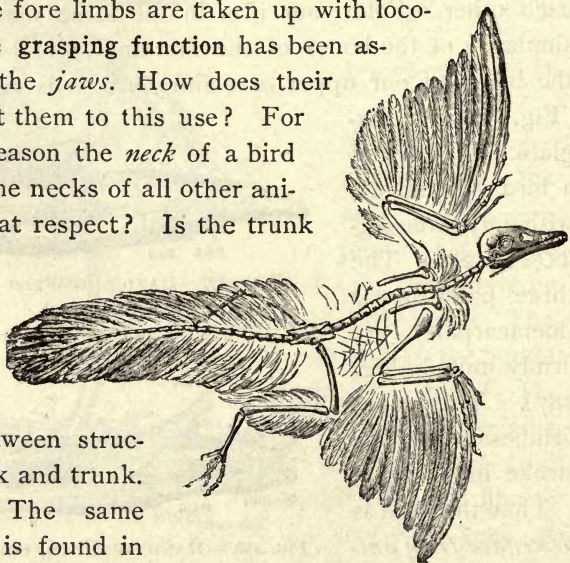 e fore limbs are taken up with loco-
e grasping function has been as-
the jaws. How does their
t them to this use? For
eason the neck of a bird
he necks of all other ani-
at respect? Is the trunk
ween struc-
k and trunk.
The same
is found in